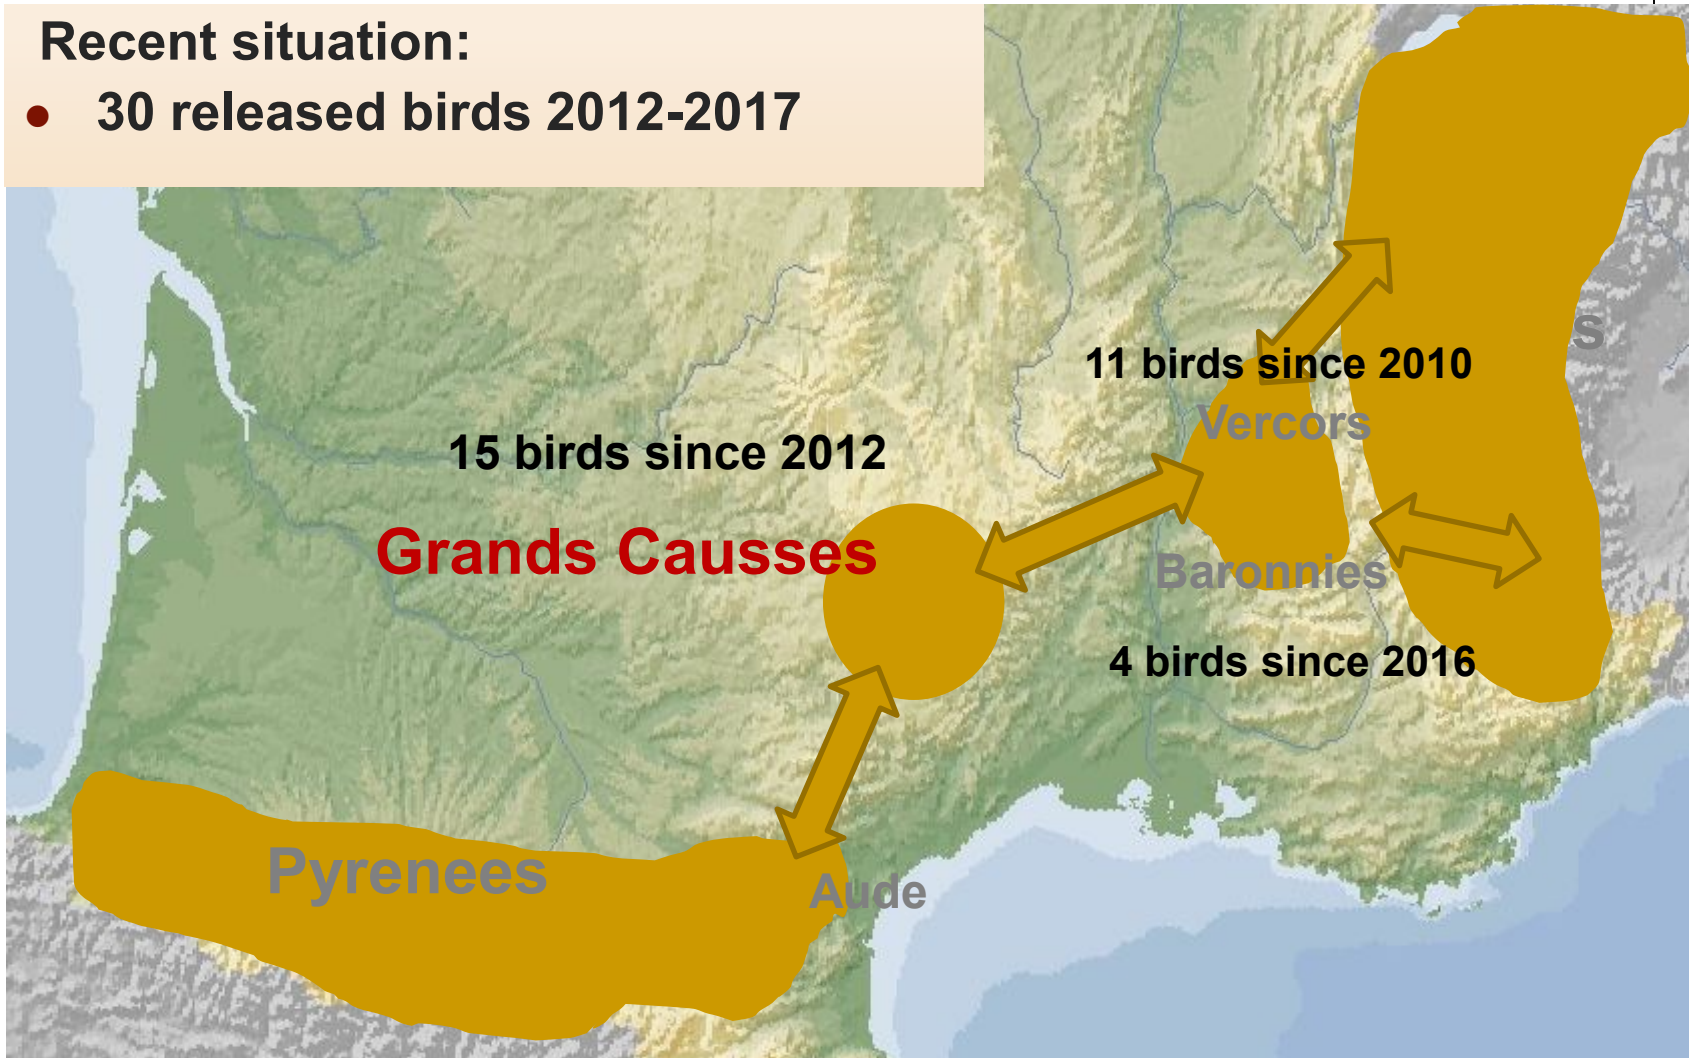 Recent situation:
• 30 released birds 2012-2017
11 birds since 2010
Vercors
15 birds since 2012
Grands Causses
Baronnies
4 birds since 2016
Pyrenees
Aude